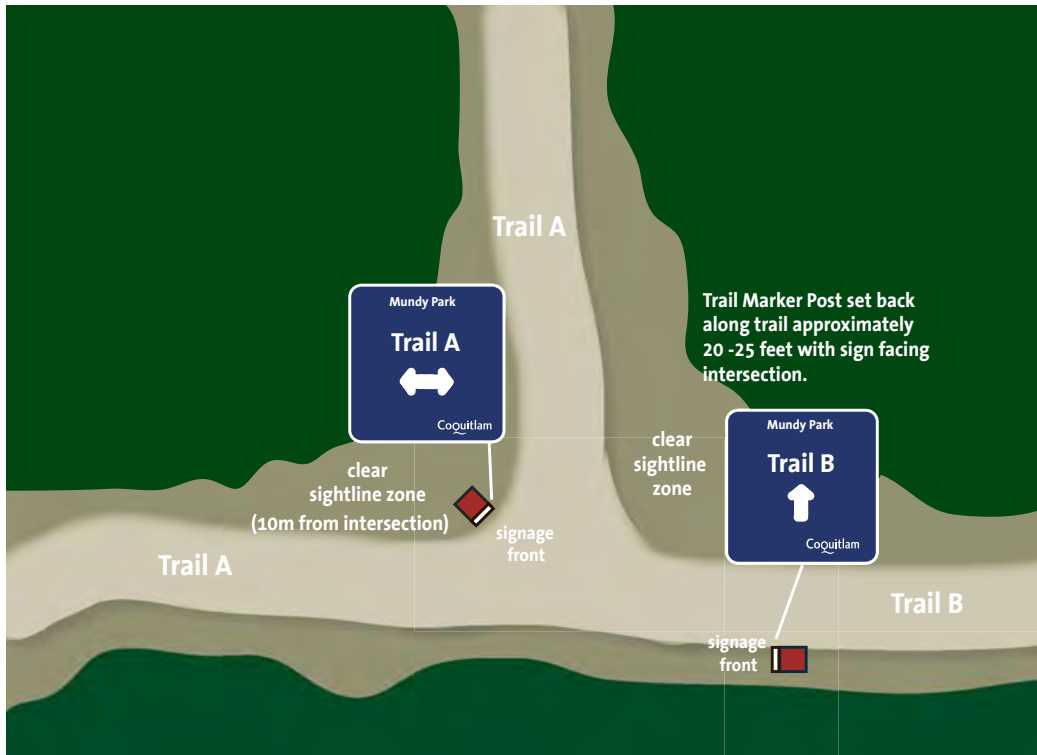 Trail A
Mundy Park
Trail A
Coquitlam
Trail Marker Post set back
along trail approximately
20 -25 feet with sign facing
intersection.
clear
sightline
zone
Mundy Park
Trail B
Coquitlam
clear
sightline zone
(10m from intersection)
signage
front
Trail A
Trail B
signage
front